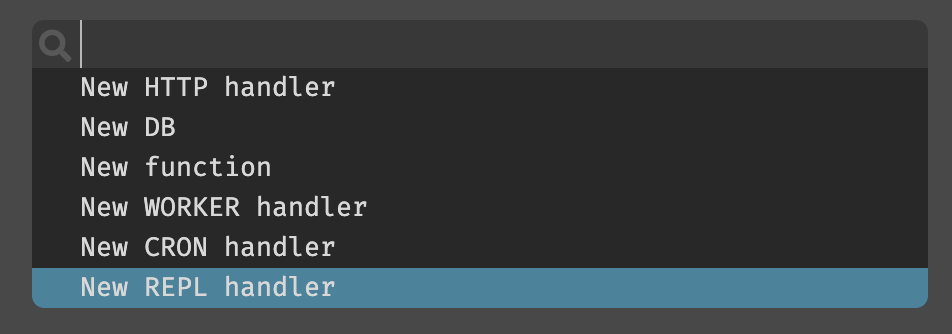 New HTTP handler
New DB
New function
New WORKER handler
New CRON handler
New REPL handler